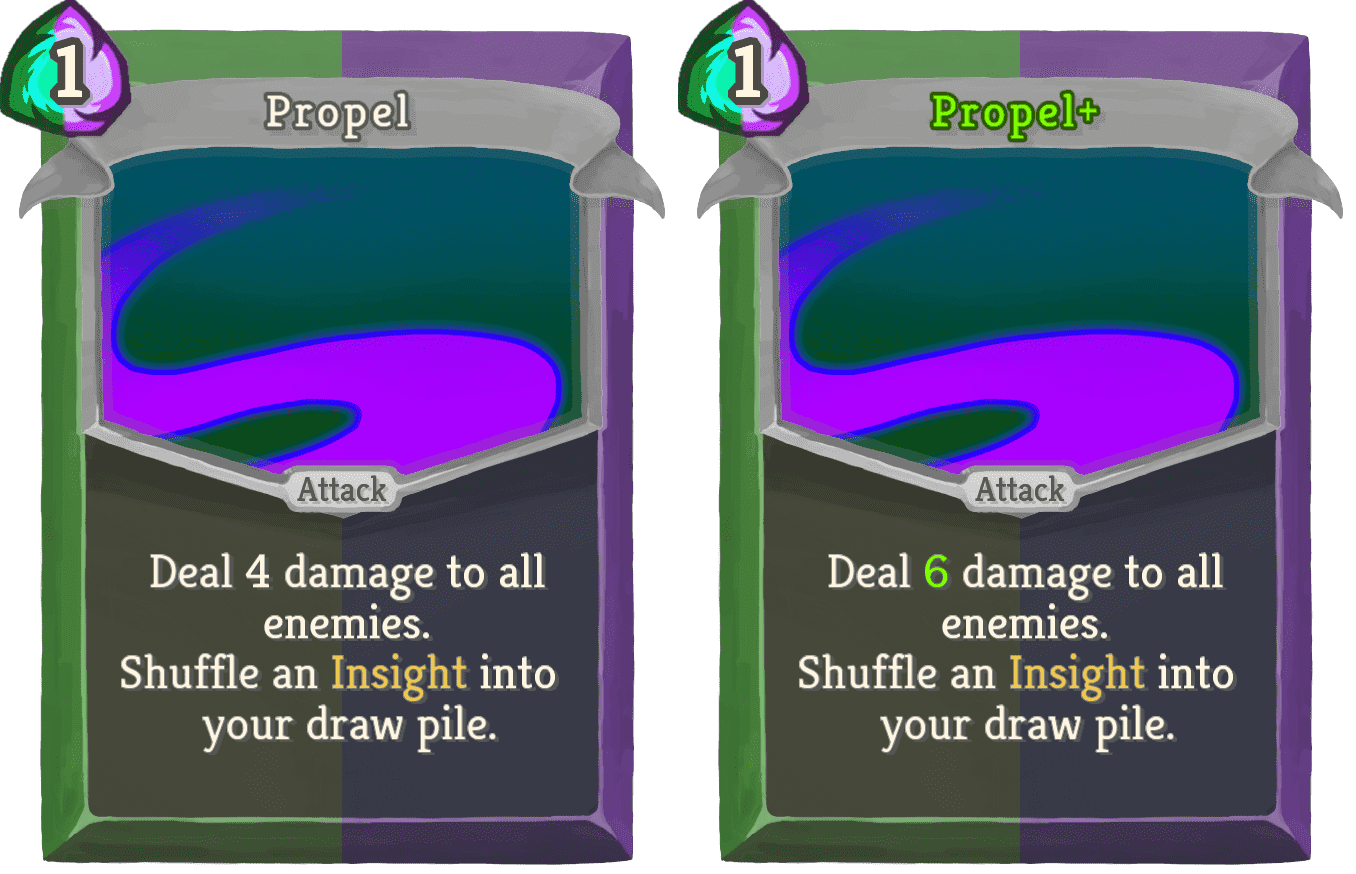 1
Propel
Attack
Deal 4 damage to all
enemies.
Shuffle an Insight into
your draw pile.
1
Propel+
Attack
Deal 6 damage to all
enemies.
Shuffle an Insight into
your draw pile.